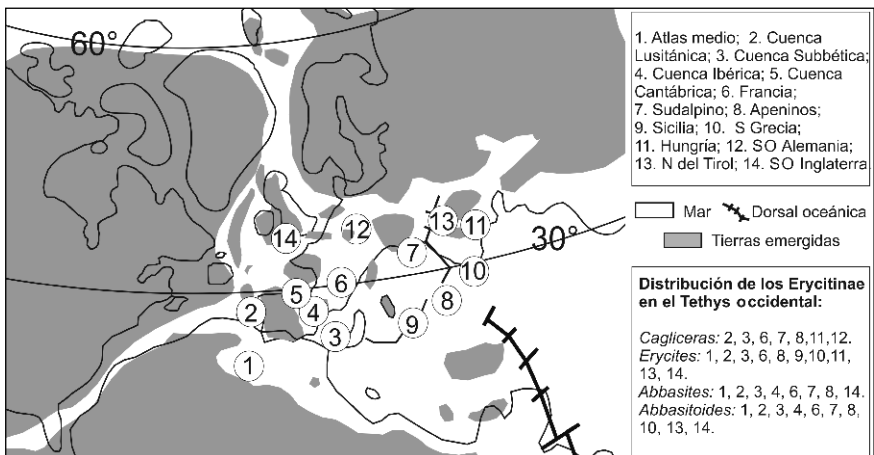 60°
30°
1
2
3
4
5
6
7
8
9
10
11
12
13
14
1. Atlas medio; 2. Cuenca
Lusitánica; 3. Cuenca Subbética;
4. Cuenca Ibérica; 5. Cuenca
Cantábrica; 6. Francia;
7. Sudalpino; 8. Apeninos;
9. Sicilia; 10. S Grecia;
11. Hungría; 12. SO Alemania;
13. N del Tirol; 14. SO Inglaterra.
Mar
Dorsal oceánica
Tierras emergidas
Distribución de los Erycitinae
en el Tethys occidental:
Cagliceras: 2, 3, 6, 7, 8,11,12.
Erycites: 1, 2, 3, 6, 8, 9,10,11,
13, 14.
Abbasites: 1, 2, 3, 4, 6, 7, 8, 14.
Abbasitoides: 1, 2, 3, 4, 6, 7, 8,
10, 13, 14.